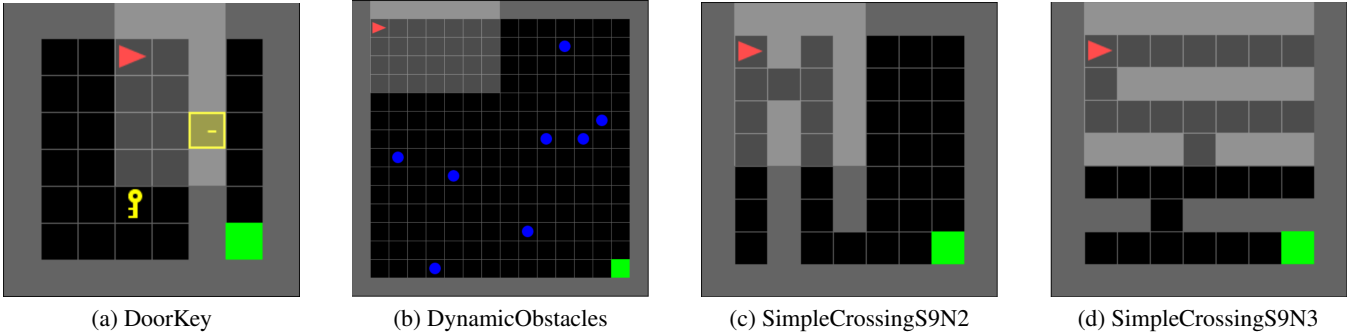 (a) DoorKey
(b) DynamicObstacles
(c) SimpleCrossingS9N2
(d) SimpleCrossingS9N3